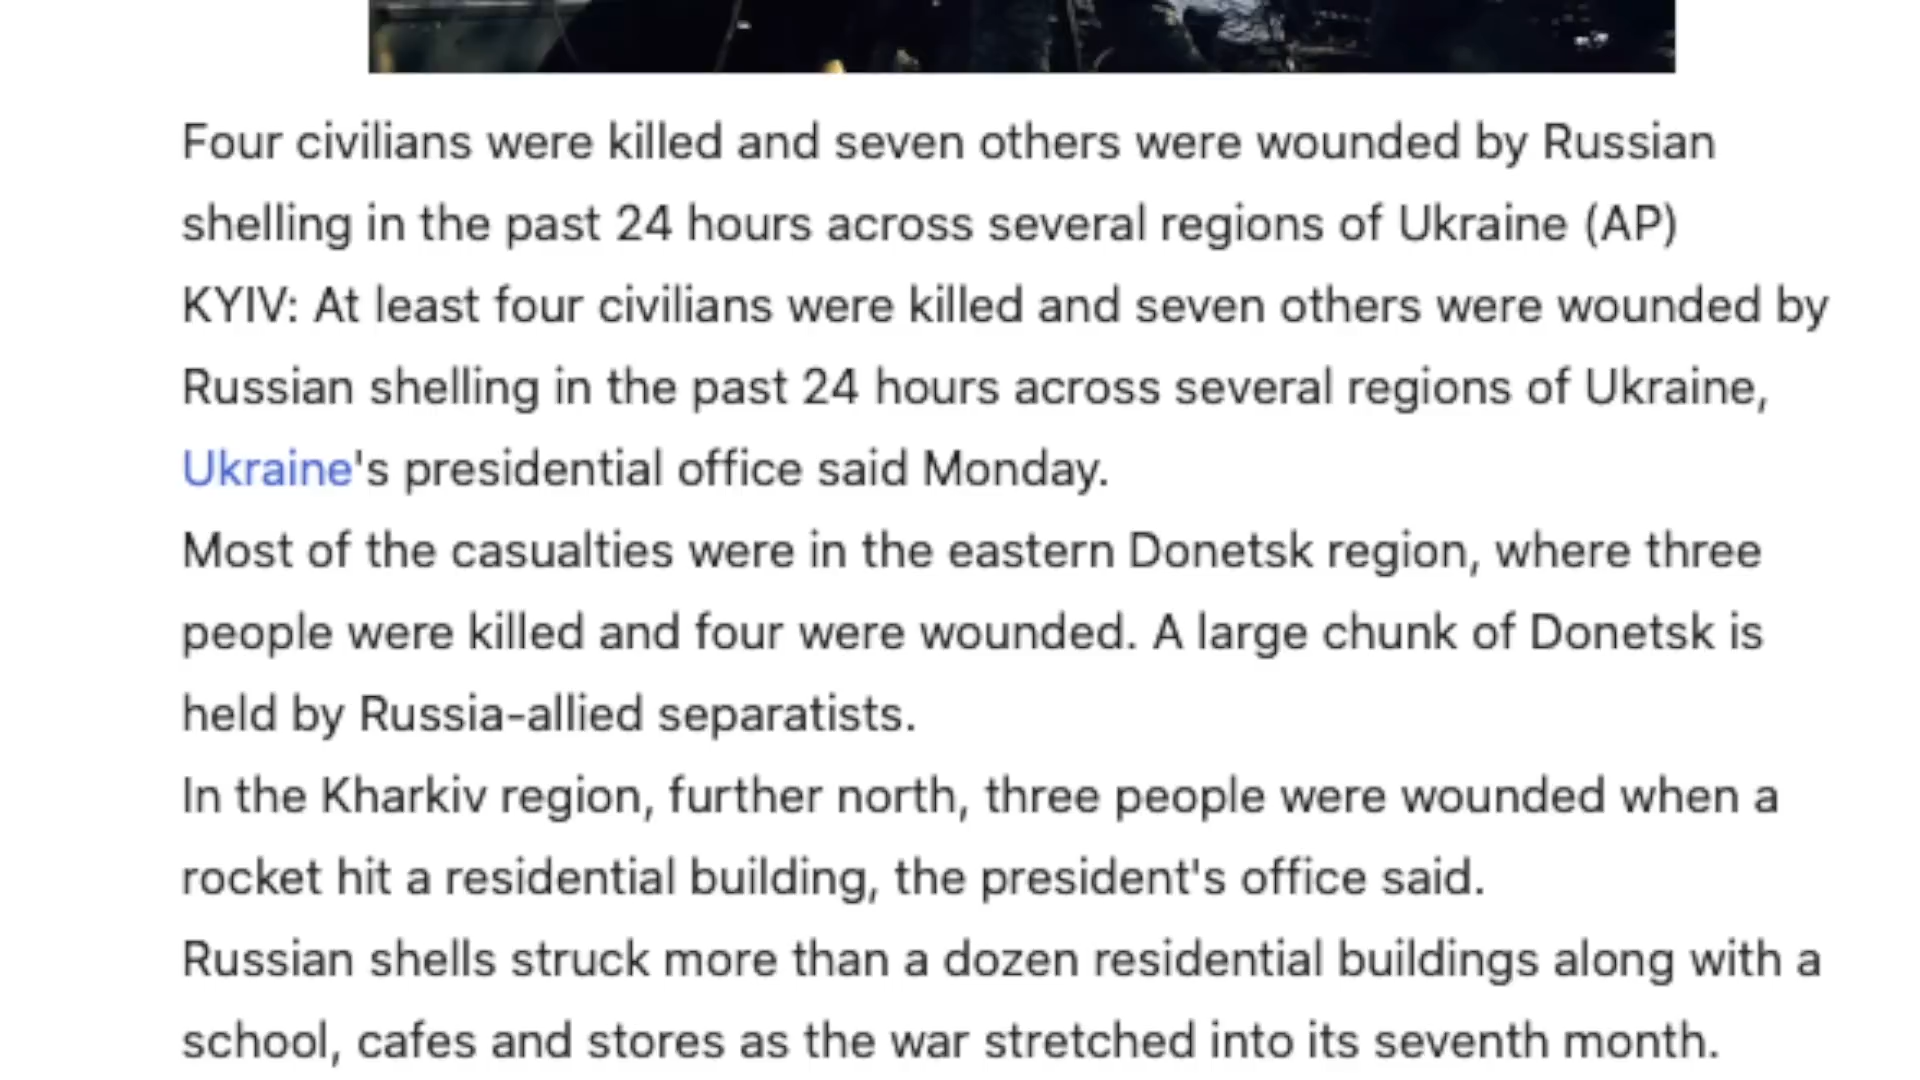 Four civilians were killed and seven others were wounded by Russian
shelling in the past 24 hours across several regions of Ukraine (AP)
KYIV: At least four civilians were killed and seven others were wounded by
Russian shelling in the past 24 hours across several regions of Ukraine,
Ukraine's presidential office said Monday.
Most of the casualties were in the eastern Donetsk region, where three
people were killed and four were wounded. A large chunk of Donetsk is
held by Russia-allied separatists.
In the Kharkiv region, further north, three people were wounded when a
rocket hit a residential building, the president's office said.
Russian shells struck more than a dozen residential buildings along with a
school, cafes and stores as the war stretched into its seventh month.